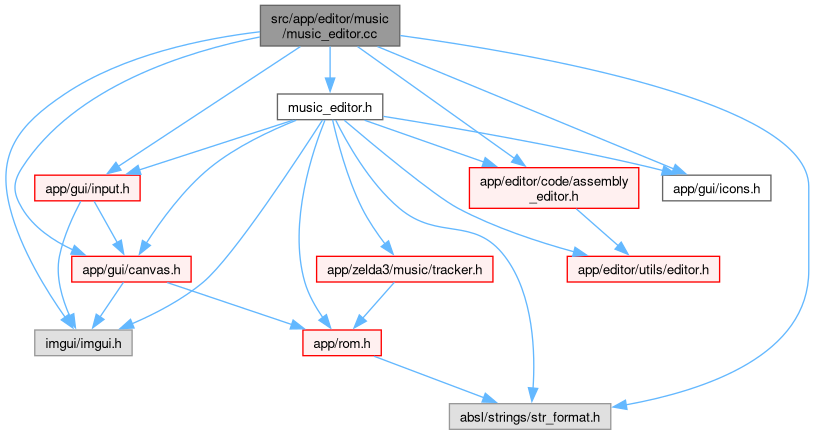 src/app/editor/music
/music_editor.cc
music_editor.h
app/gui/input.h
app/editor/code/assembly
_editor.h
app/gui/icons.h
app/gui/canvas.h
app/zelda3/music/tracker.h
app/editor/utils/editor.h
imgui/imgui.h
app/rom.h
absl/strings/str_format.h